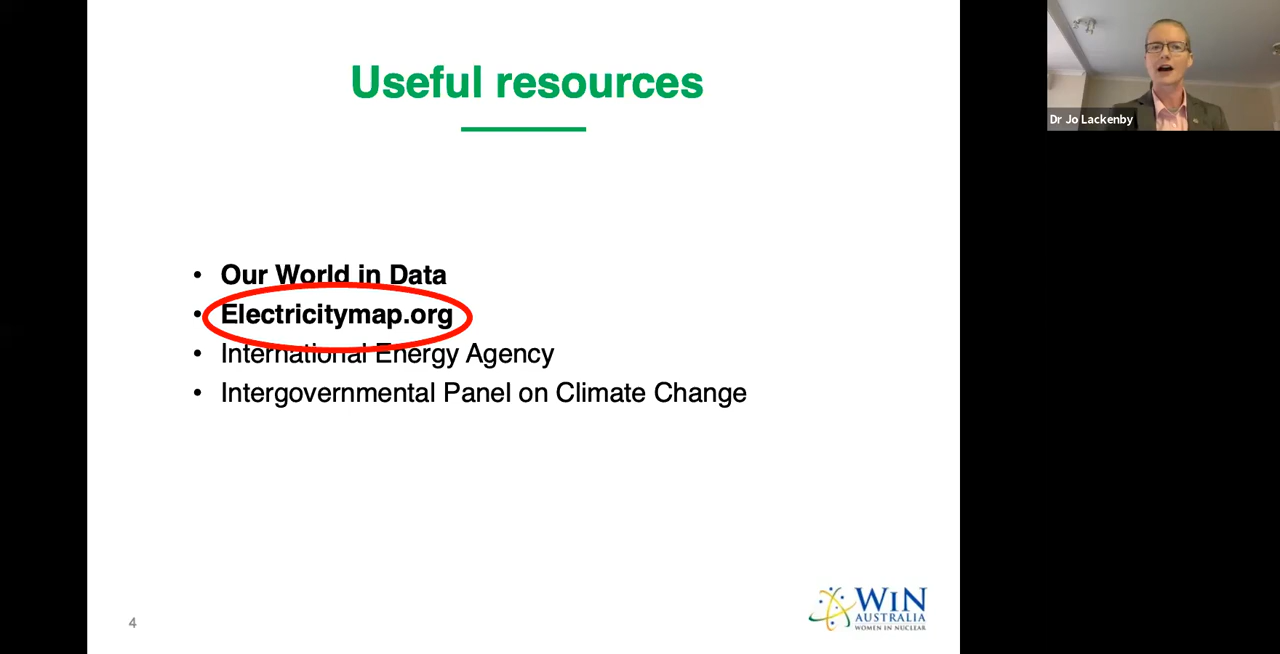 Useful resources
Dr Jo Lackenby
• Our World in Data
• Electricitymap.org
• International Energy Agency
• Intergovernmental Panel on Climate Change
4
WiN
AUSTRALIA
WOMEN IN NUCLEAR